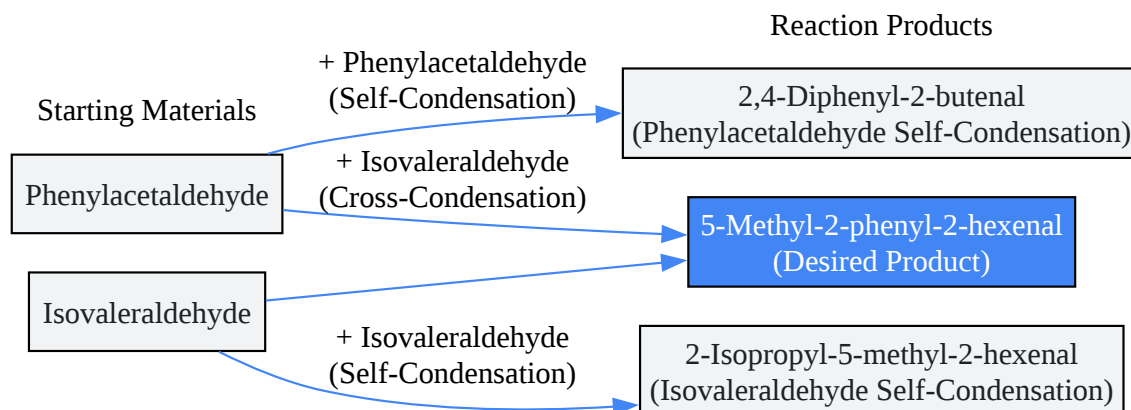 Reaction Products
+ Phenylacetaldehyde
(Self-Condensation)
2,4-Diphenyl-2-butenal
(Phenylacetaldehyde Self-Condensation)
Starting Materials
Phenylacetaldehyde
+ Isovaleraldehyde
(Cross-Condensation)
5-Methyl-2-phenyl-2-hexenal
(Desired Product)
Isovaleraldehyde
+ Isovaleraldehyde
(Self-Condensation)
2-Isopropyl-5-methyl-2-hexenal
(Isovaleraldehyde Self-Condensation)